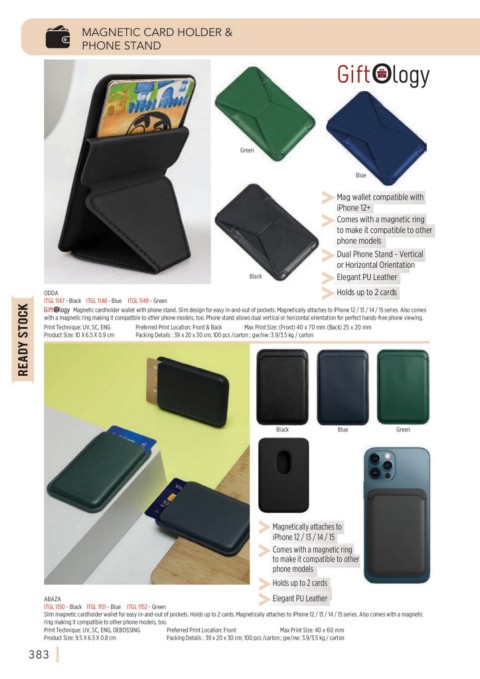 MAGNETIC CARD HOLDER &
PHONE STAND
Gift Ology
Green
Blue
Mag wallet compatible with
iPhone 12+
Comes with a magnetic ring
to make it compatible to other
phone models
Dual Phone Stand - Vertical
or Horizontal Orientation
Elegant PU Leather
Holds up to 2 cards
Black
ODDA
ITGL 1147 - Black ITGL 1148 - Blue ITGL 1149 - Green
Gift Ology Magnetic cardholder wallet with phone stand. Slim design for easy in-and-out of pockets. Magnetically attaches to iPhone 12 / 13 / 14 / 15 series. Also comes
with a magnetic ring making it compatible to other phone models, too. Phone stand allows dual vertical or horizontal orientation for perfect hands-free phone viewing.
Print Technique: UV, SC, ENG Preferred Print Location: Front & Back Max Print Size: (Front) 40 x 70 mm (Back) 25 x 20 mm
Product Size: 10 X 6.5 X 0.9 cm Packing Details : 39 x 20 x 30 cm; 100 pcs /carton ; gw/nw: 3.9/3.5 kg / carton
READY STOCK
Black Blue Green
Magnetically attaches to
iPhone 12 / 13 / 14 / 15
Comes with a magnetic ring
to make it compatible to other
phone models
Holds up to 2 cards
Elegant PU Leather
ABAZA
ITGL 1150 - Black ITGL 1151 - Blue ITGL 1152 - Green
Slim magnetic cardholder wallet for easy in-and-out of pockets. Holds up to 2 cards. Magnetically attaches to iPhone 12 / 13 / 14 / 15 series. Also comes with a magnetic
ring making it compatible to other phone models, too.
Print Technique: UV, SC, ENG, DEBOSSING Preferred Print Location: Front Max Print Size: 40 x 60 mm
Product Size: 9.5 X 6.5 X 0.8 cm Packing Details : 39 x 20 x 30 cm; 100 pcs /carton ; gw/nw: 3.9/3.5 kg / carton
383